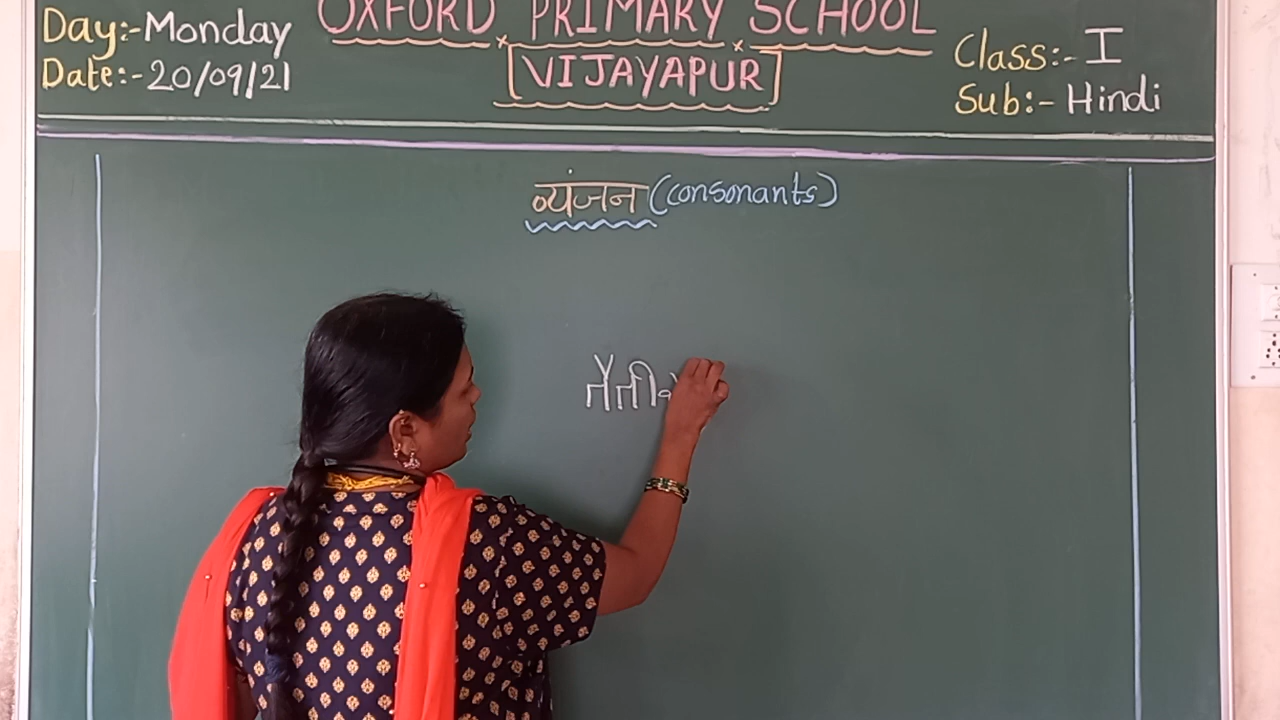 Day:-Monday
OXFORD PRIMARY SCHOOL
Class:- I
Date:-20/09/21
[VIJAYAPUR]
Sub:- Hindi
व्यंजन (consonants)